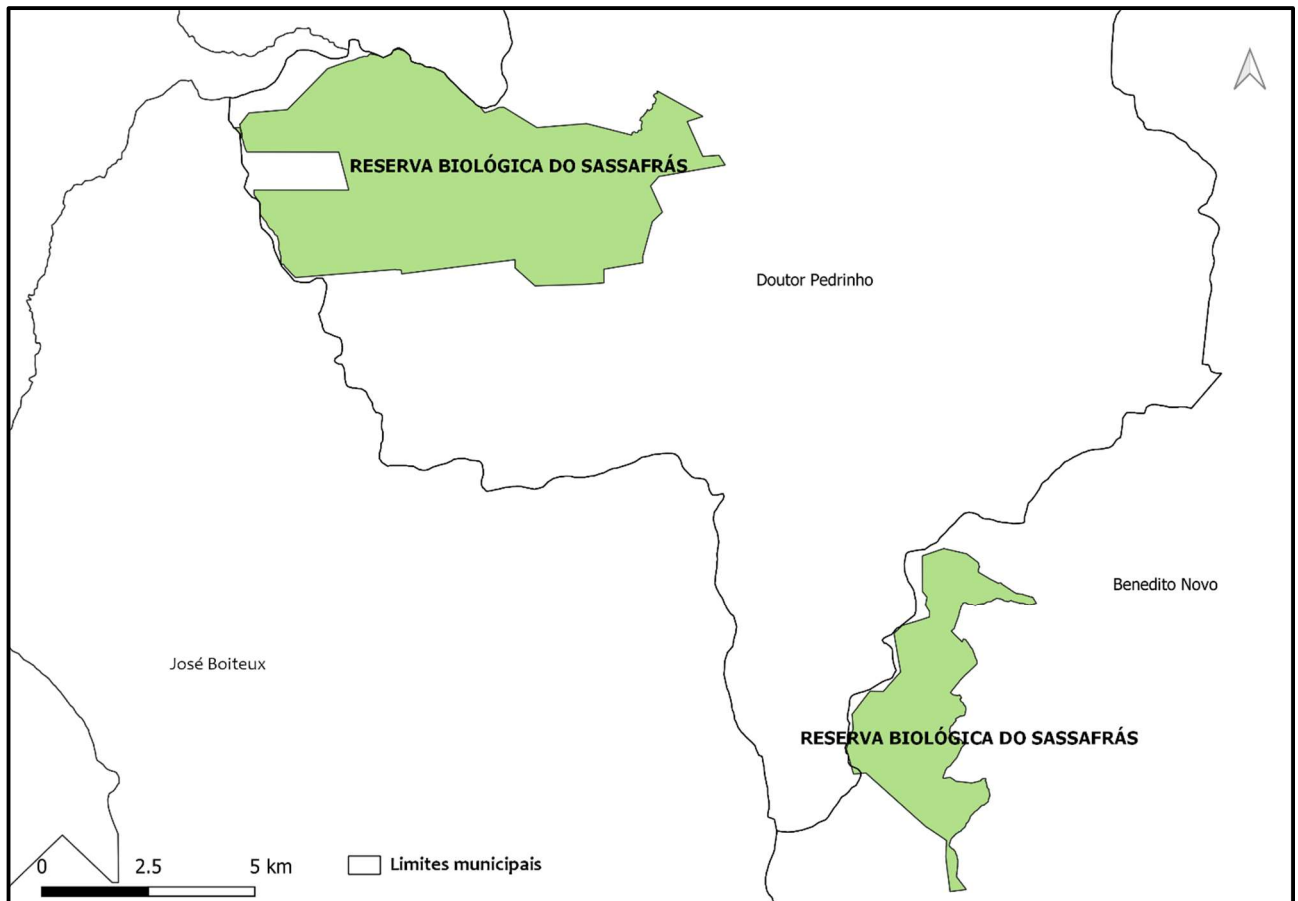 RESERVA BIOLÓGICA DO SASSAFRÁS
Doutor Pedrinho
Benedito Novo
José Boiteux
RESERVA BIOLÓGICA DO SASSAFRÁS
0 2.5 5 km
Limites municipais